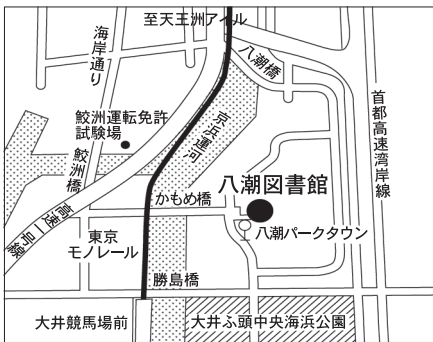 至天王洲アイル
海岸通り
八潮橋
首都高速湾岸線
鮫洲運転免許
試験場
京浜運河
鮫洲橋
八潮図書館
かもめ橋
高速一号線
八潮パークタウン
東京
モノレール
勝島橋
大井競馬場前
大井ふ頭中央海浜公園